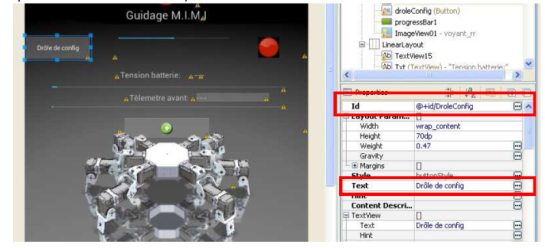 Guidage M.I.M
Drôle de config
Tension batterie:
Télemetre avant:
droleConfig (Button)
progressBar1
ImageView01 - voyant_rr
LinearLayout
TextView15
Txt (TextView) - "Tension batterie:"
Properties
Id @+id/DroleConfig
Layout Param... []
Width wrap_content
Height 70dp
Weight 0.47
Gravity
Margins []
Style buttonStyle
Text Drôle de config
Hint
Content Descri...
TextView []
Text Drôle de config
Hint